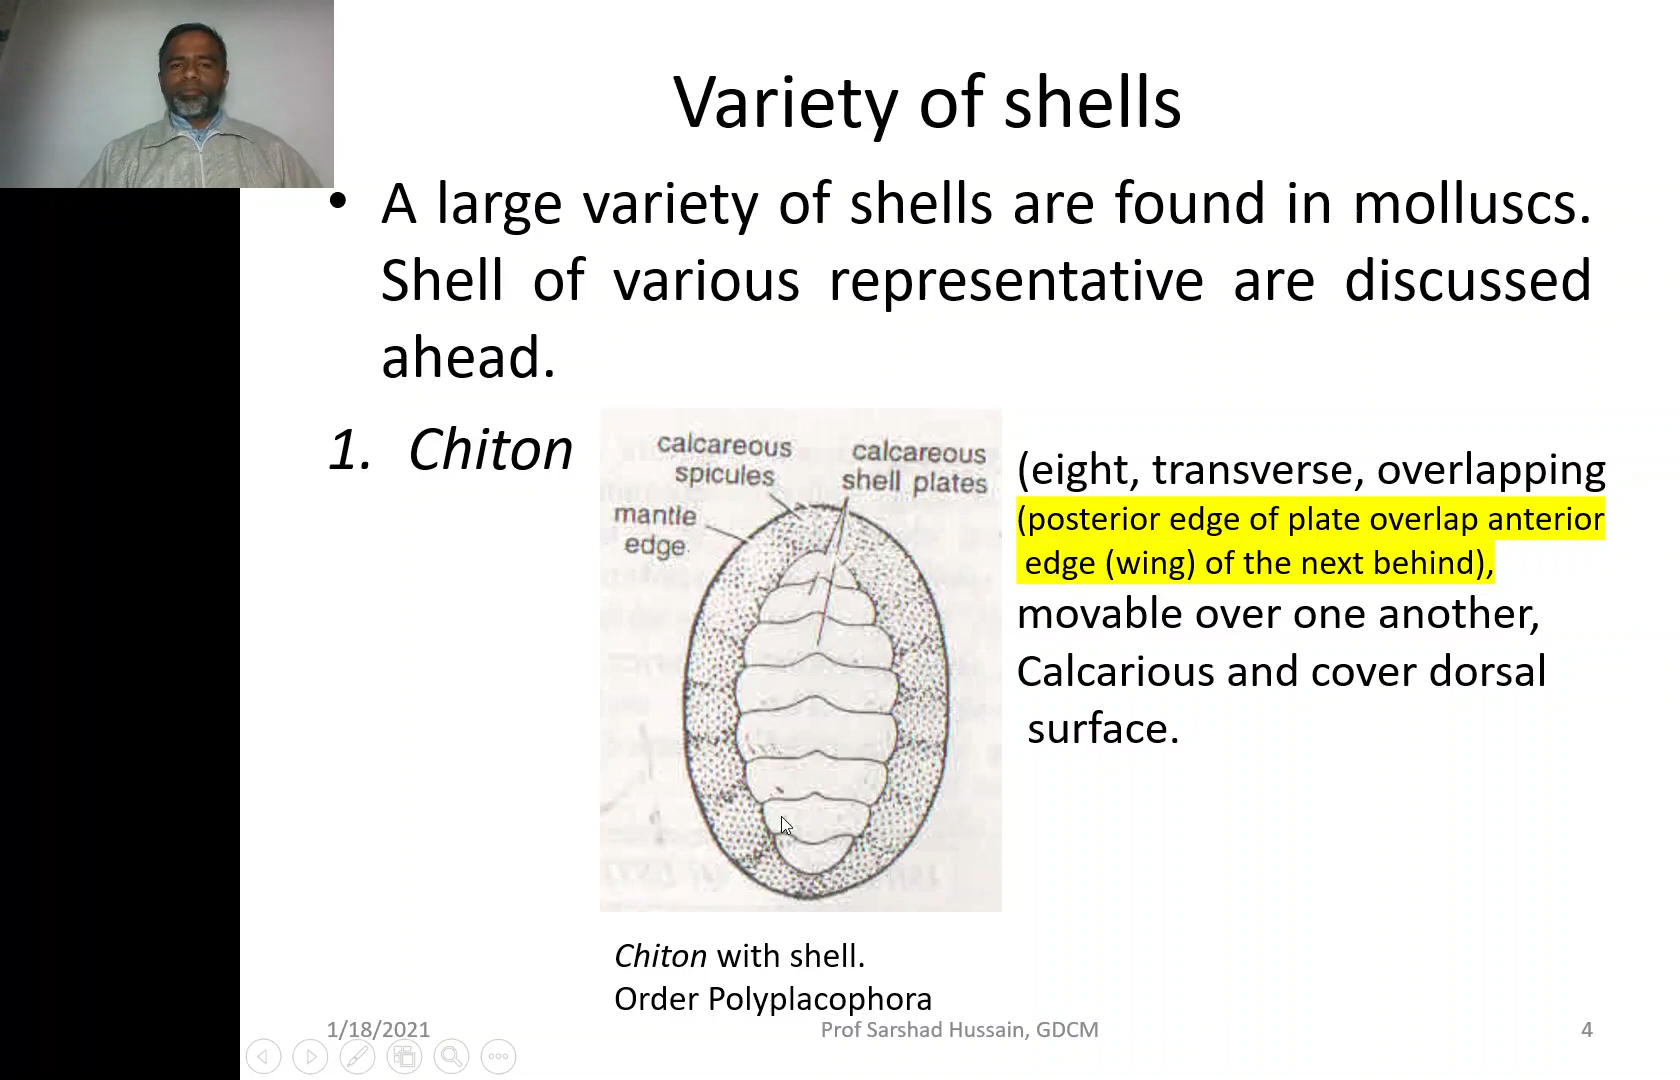 Variety of shells
• A large variety of shells are found in molluscs.
Shell of various representative are discussed
ahead.
1. Chiton
calcareous
spicules
calcareous
shell plates
mantle
edge
(eight, transverse, overlapping
(posterior edge of plate overlap anterior
edge (wing) of the next behind),
movable over one another,
Calcarious and cover dorsal
surface.
Chiton with shell.
Order Polyplacophora
1/18/2021
Prof Sarshad Hussain, GDCM
4